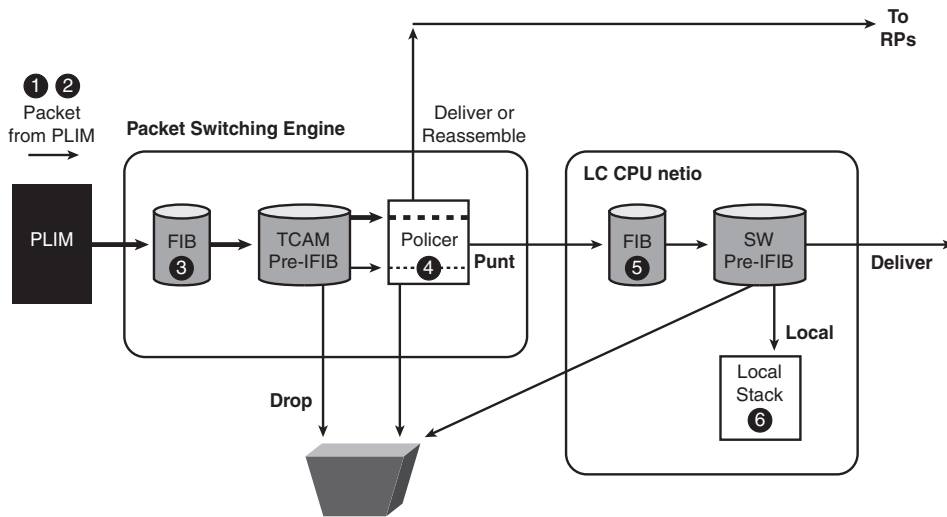 To
RPs
1 2
Packet
from PLIM
Packet Switching Engine
Deliver or
Reassemble
LC CPU netio
PLIM
FIB
3
TCAM
Pre-IFIB
Policer
4
Punt
FIB
5
SW
Pre-IFIB
Deliver
Local
Drop
Local
Stack
6